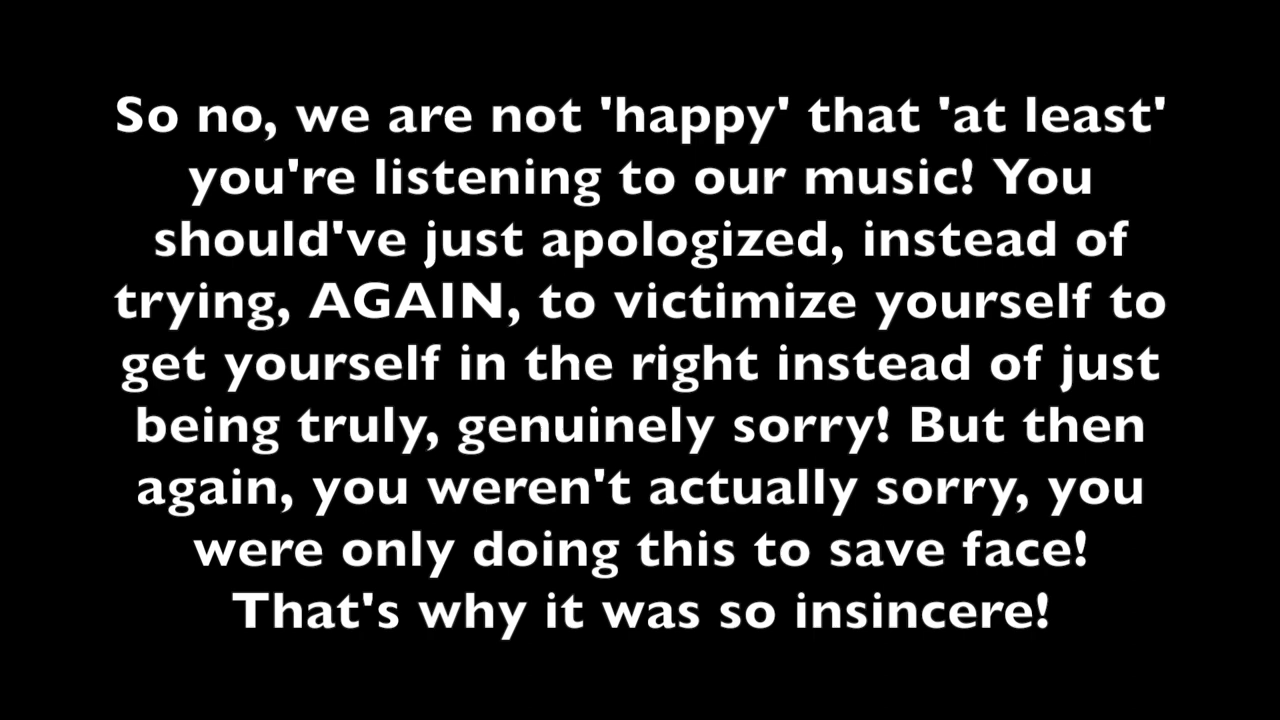 So no, we are not 'happy' that 'at least'
you're listening to our music! You
should've just apologized, instead of
trying, AGAIN, to victimize yourself to
get yourself in the right instead of just
being truly, genuinely sorry! But then
again, you weren't actually sorry, you
were only doing this to save face!
That's why it was so insincere!